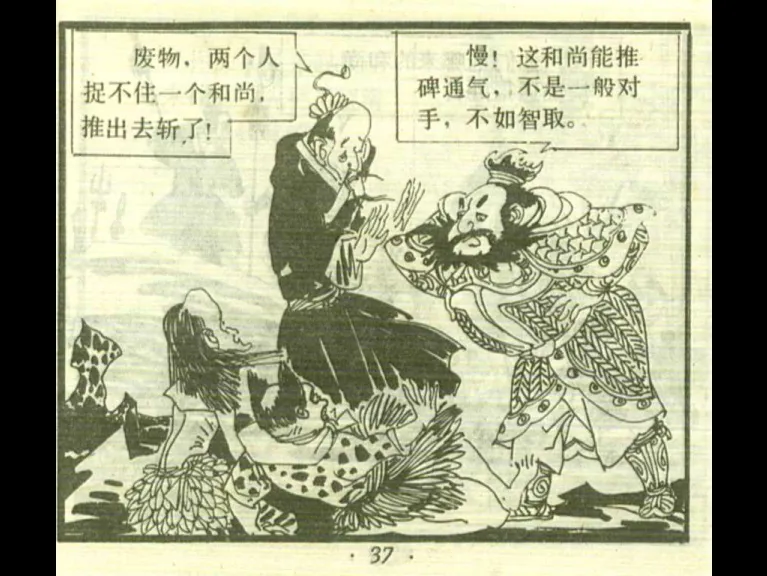 废物，两个人
捉不住一个和尚，
推出去斩了！
慢！这和尚能推
碑通气，不是一般对
手，不如智取。
· 37 ·